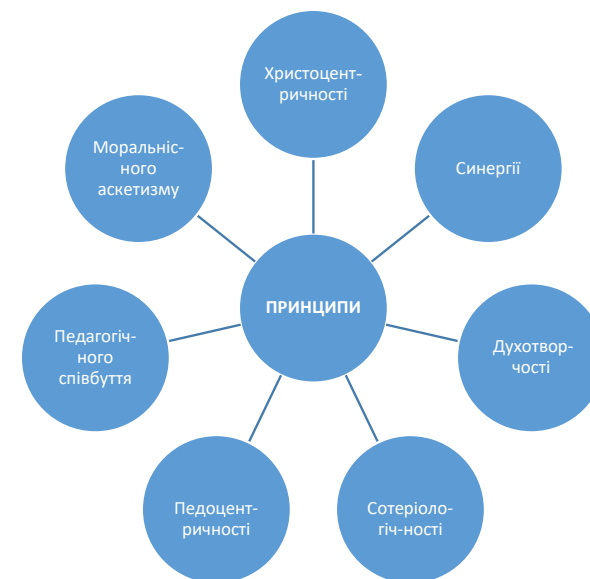 Христоцент-
ричності
Синергії
Духотвор-
чості
Сотеріоло-
гіч-ності
Педоцент-
ричності
Педагогіч-
ного
співбуття
Моральніс-
ного
аскетизму
ПРИНЦИПИ